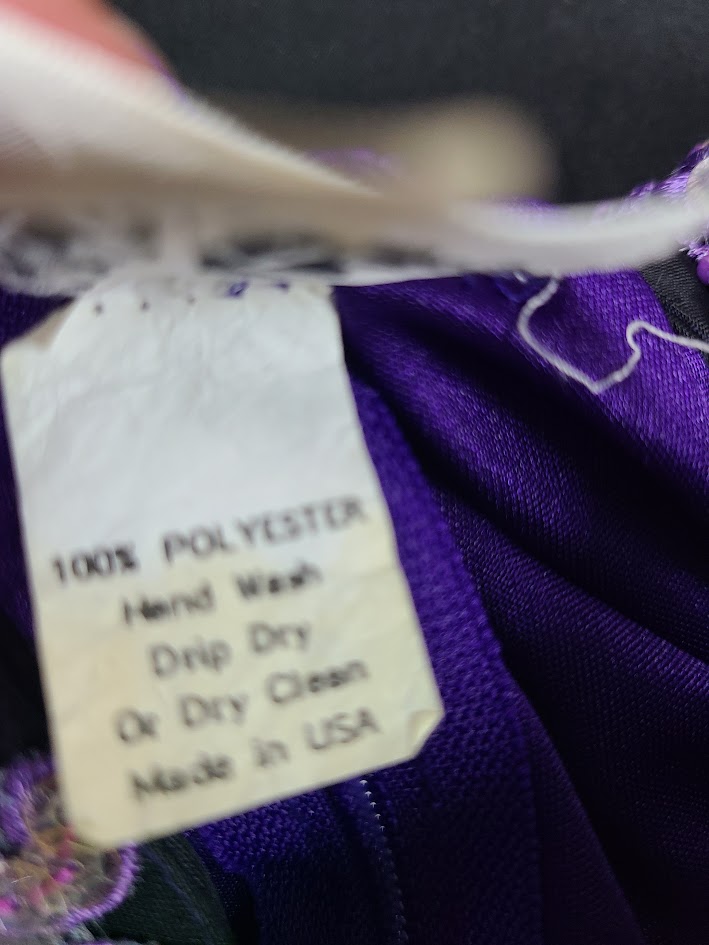 100% POLYESTER
Hand Wash
Drip Dry
Or Dry Clean
Made in USA